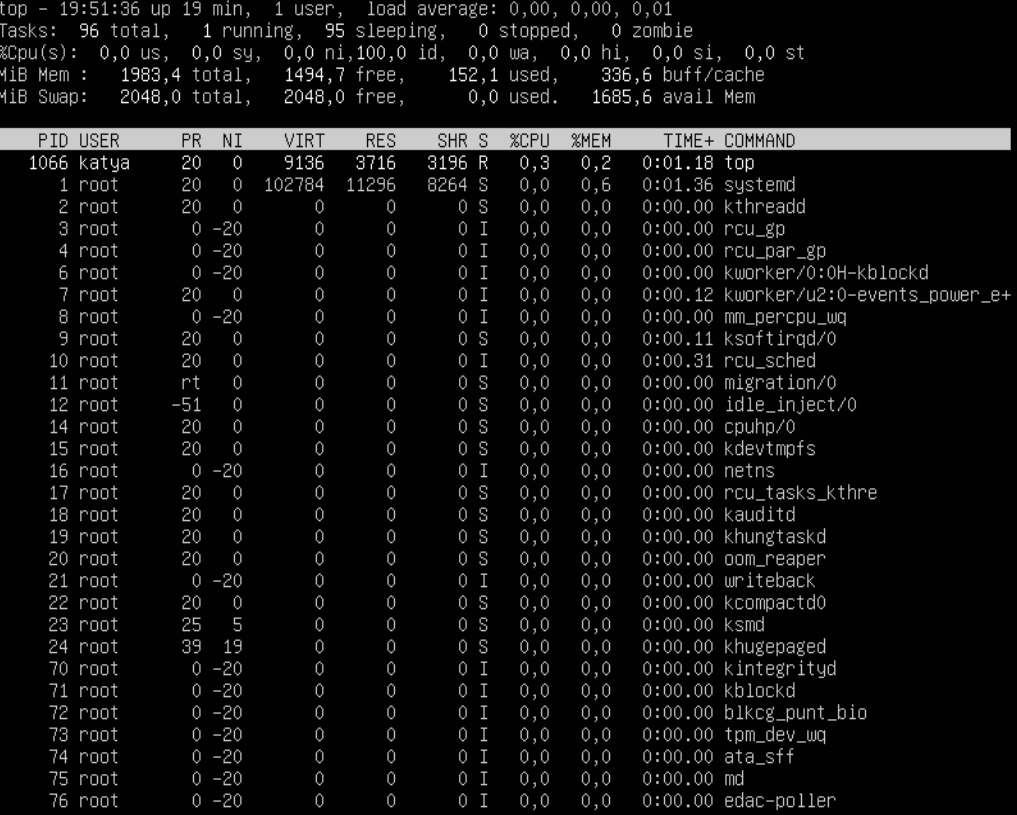 top - 19:51:36 up 19 min,  1 user,  load average: 0,00, 0,00, 0,01
Tasks:  96 total,   1 running,  95 sleeping,   0 stopped,   0 zombie
%Cpu(s):  0,0 us,  0,0 sy,  0,0 ni,100,0 id,  0,0 wa,  0,0 hi,  0,0 si,  0,0 st
MiB Mem :   1983,4 total,   1494,7 free,    152,1 used,    336,6 buff/cache
MiB Swap:   2048,0 total,   2048,0 free,      0,0 used.   1685,6 avail Mem
PID USER      PR  NI    VIRT    RES    SHR S  %CPU  %MEM     TIME+ COMMAND
1066 katya     20   0    9136   3716   3196 R   0,3   0,2   0:01.18 top
1 root      20   0  102784  11296   8264 S   0,0   0,6   0:01.36 systemd
2 root      20   0       0      0      0 S   0,0   0,0   0:00.00 kthreadd
3 root       0 -20       0      0      0 I   0,0   0,0   0:00.00 rcu_gp
4 root       0 -20       0      0      0 I   0,0   0,0   0:00.00 rcu_par_gp
6 root       0 -20       0      0      0 I   0,0   0,0   0:00.00 kworker/0:0H-kblockd
7 root      20   0       0      0      0 I   0,0   0,0   0:00.12 kworker/u2:0-events_power_e+
8 root       0 -20       0      0      0 I   0,0   0,0   0:00.00 mm_percpu_wq
9 root      20   0       0      0      0 S   0,0   0,0   0:00.11 ksoftirqd/0
10 root      20   0       0      0      0 I   0,0   0,0   0:00.31 rcu_sched
11 root      rt   0       0      0      0 S   0,0   0,0   0:00.00 migration/0
12 root     -51   0       0      0      0 S   0,0   0,0   0:00.00 idle_inject/0
14 root      20   0       0      0      0 S   0,0   0,0   0:00.00 cpuhp/0
15 root      20   0       0      0      0 S   0,0   0,0   0:00.00 kdevtmpfs
16 root       0 -20       0      0      0 I   0,0   0,0   0:00.00 netns
17 root      20   0       0      0      0 S   0,0   0,0   0:00.00 rcu_tasks_kthre
18 root      20   0       0      0      0 S   0,0   0,0   0:00.00 kauditd
19 root      20   0       0      0      0 S   0,0   0,0   0:00.00 khungtaskd
20 root      20   0       0      0      0 S   0,0   0,0   0:00.00 oom_reaper
21 root       0 -20       0      0      0 I   0,0   0,0   0:00.00 writeback
22 root      20   0       0      0      0 S   0,0   0,0   0:00.00 kcompactd0
23 root      25   5       0      0      0 S   0,0   0,0   0:00.00 ksmd
24 root      39  19       0      0      0 S   0,0   0,0   0:00.00 khugepaged
70 root       0 -20       0      0      0 I   0,0   0,0   0:00.00 kintegrityd
71 root       0 -20       0      0      0 I   0,0   0,0   0:00.00 kblockd
72 root       0 -20       0      0      0 I   0,0   0,0   0:00.00 blkcg_punt_bio
73 root       0 -20       0      0      0 I   0,0   0,0   0:00.00 tpm_dev_wq
74 root       0 -20       0      0      0 I   0,0   0,0   0:00.00 ata_sff
75 root       0 -20       0      0      0 I   0,0   0,0   0:00.00 md
76 root       0 -20       0      0      0 I   0,0   0,0   0:00.00 edac-poller